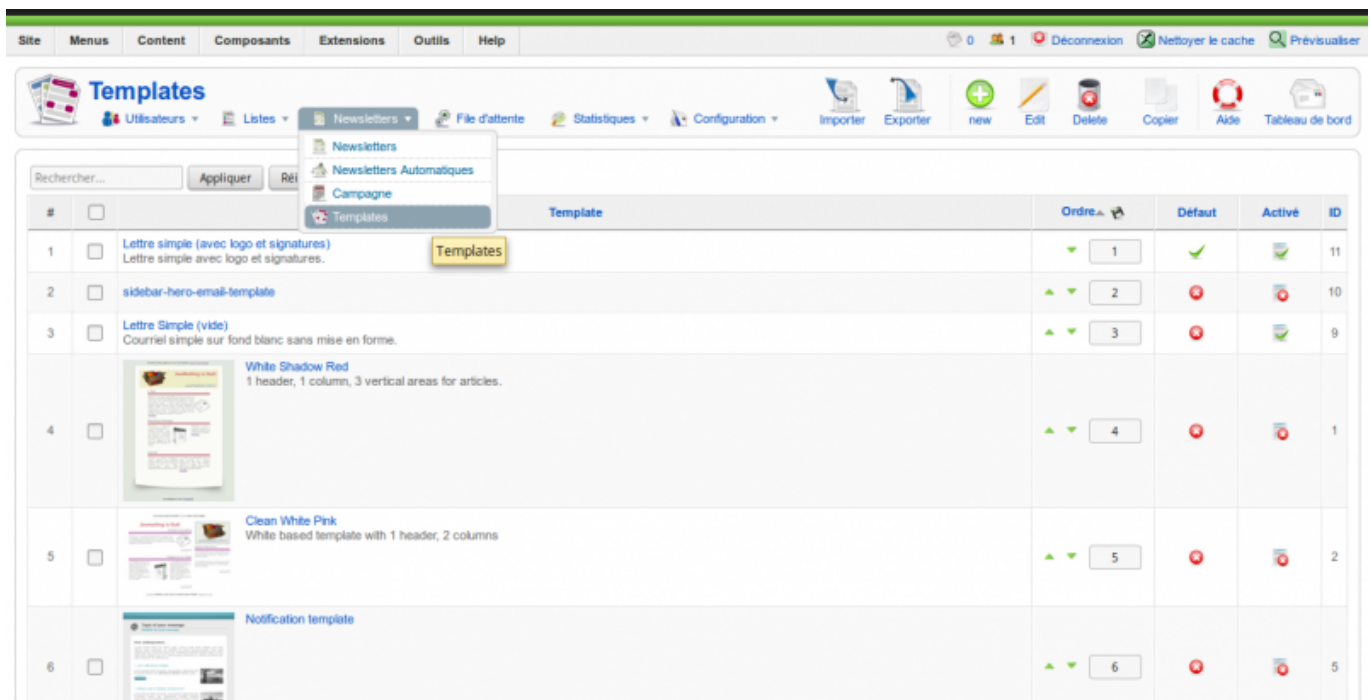 Site Menus Content Composants Extensions Outils Help 0 1 Déconnexion Nettoyer le cache Prévisualiser
Templates
Utilisateurs Listes Newsletters File d'attente Statistiques Configuration Importer Exporter new Edit Delete Copier Aide Tableau de bord
Newsletters
Newsletters Automatiques
Campagne
Templates
Rechercher... Appliquer Réi
# Template Ordre Défaut Activé ID
Templates
1 Lettre simple (avec logo et signatures) 1 11
Lettre simple avec logo et signatures.
2 sidebar-hero-email-template 2 10
3 Lettre Simple (vide) 3 9
Courriel simple sur fond blanc sans mise en forme.
White Shadow Red
1 header, 1 column, 3 vertical areas for articles.
4 4 1
Clean White Pink
White based template with 1 header, 2 columns
5 5 2
Notification template
6 6 5